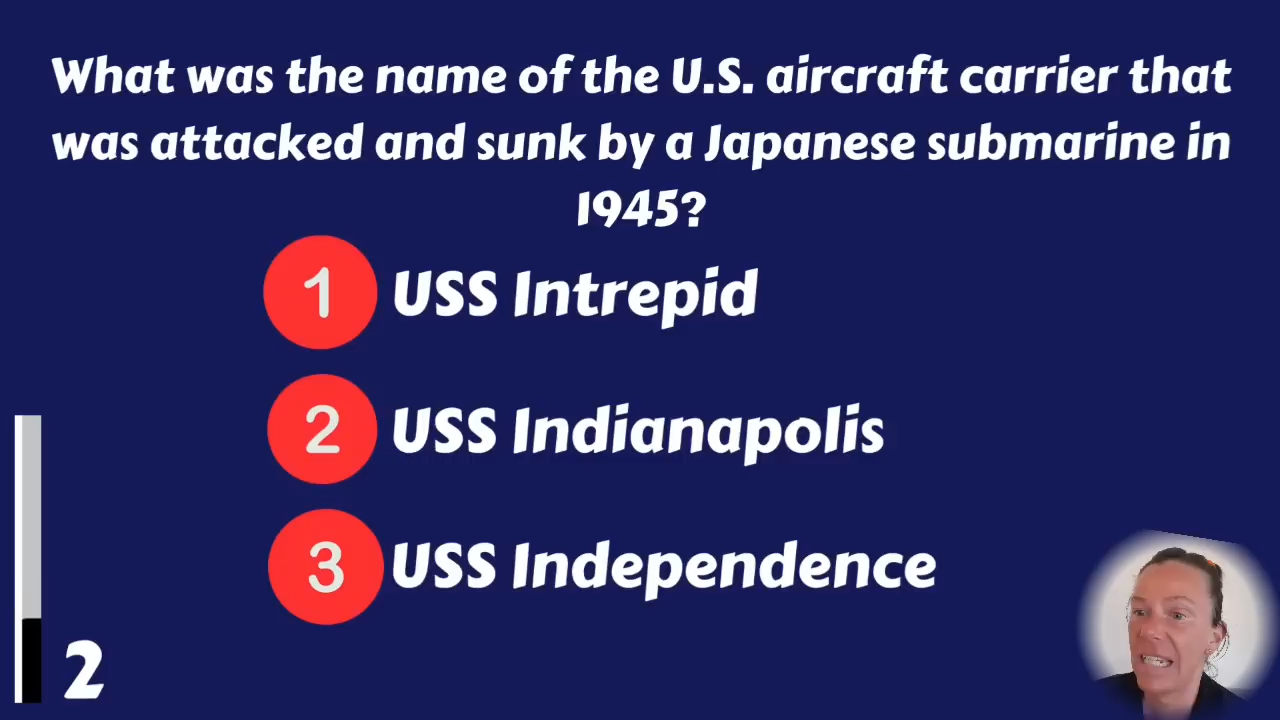 What was the name of the U.S. aircraft carrier that
was attacked and sunk by a Japanese submarine in
1945?
1 USS Intrepid
2 USS Indianapolis
3 USS Independence
2